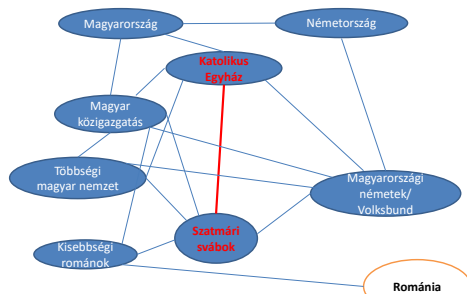 Magyarország
Németország
Katolikus
Egyház
Magyar
közigazgatás
Többségi
magyar nemzet
Magyarországi
németek/
Volksbund
Szatmári
svábok
Kisebbségi
románok
Románia